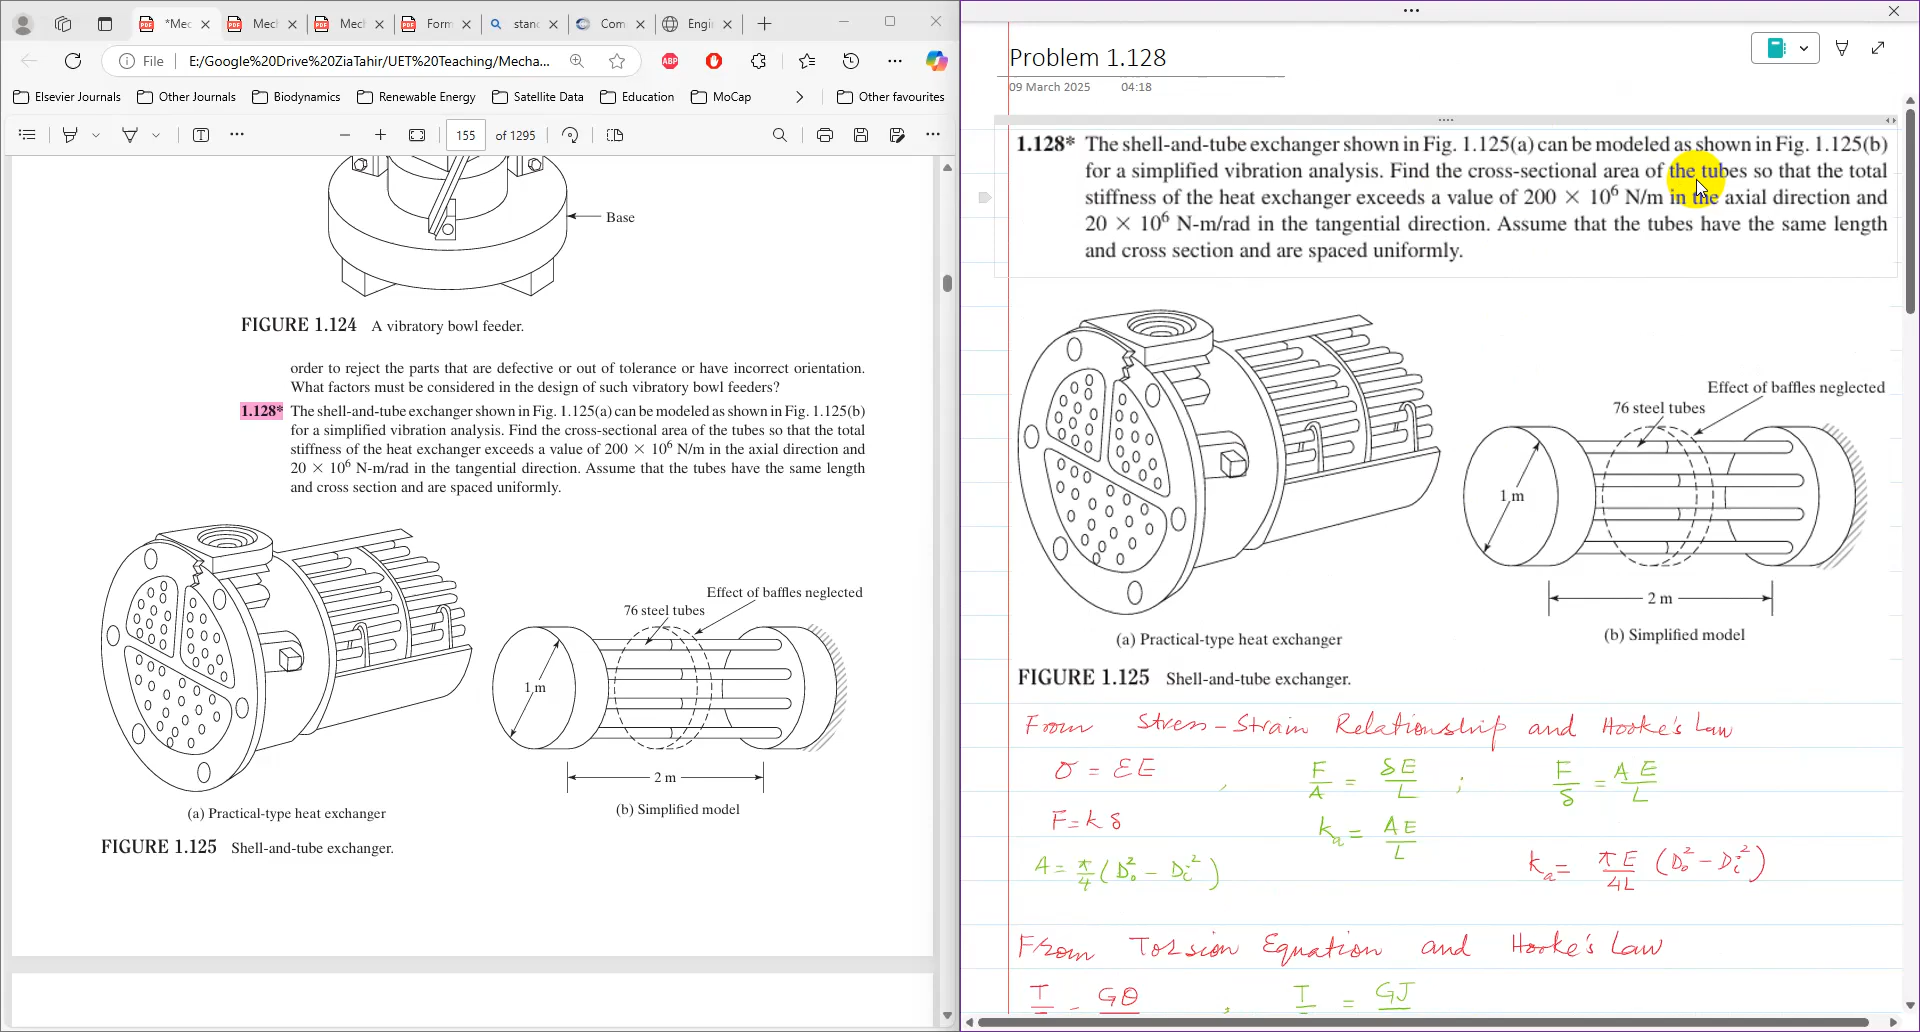 *Mec
Mecl
Mecl
Form
stanc
Com
Engi
File
E:/Google%20Drive%20ZiaTahir/UET%20Teaching/Mecha...
ABP
Elsevier Journals
Other Journals
Biodynamics
Renewable Energy
Satellite Data
Education
MoCap
Other favourites
155 of 1295
Base
FIGURE 1.124 A vibratory bowl feeder.
order to reject the parts that are defective or out of tolerance or have incorrect orientation.
What factors must be considered in the design of such vibratory bowl feeders?
1.128* The shell-and-tube exchanger shown in Fig. 1.125(a) can be modeled as shown in Fig. 1.125(b)
for a simplified vibration analysis. Find the cross-sectional area of the tubes so that the total
stiffness of the heat exchanger exceeds a value of 200 × 10⁶ N/m in the axial direction and
20 × 10⁶ N-m/rad in the tangential direction. Assume that the tubes have the same length
and cross section and are spaced uniformly.
Effect of baffles neglected
76 steel tubes
1 m
2 m
(a) Practical-type heat exchanger
(b) Simplified model
FIGURE 1.125 Shell-and-tube exchanger.
Problem 1.128
09 March 2025 04:18
1.128* The shell-and-tube exchanger shown in Fig. 1.125(a) can be modeled as shown in Fig. 1.125(b)
for a simplified vibration analysis. Find the cross-sectional area of the tubes so that the total
stiffness of the heat exchanger exceeds a value of 200 × 10⁶ N/m in the axial direction and
20 × 10⁶ N-m/rad in the tangential direction. Assume that the tubes have the same length
and cross section and are spaced uniformly.
Effect of baffles neglected
76 steel tubes
1 m
2 m
(a) Practical-type heat exchanger
(b) Simplified model
FIGURE 1.125 Shell-and-tube exchanger.
From Stress-Strain Relationship and Hooke's Law
σ = εE , F/A = δE/L ; F/δ = AE/L
F = kδ
kₐ = AE/L
A = π/4 (Dₒ² - Dᵢ²)
kₐ = πE/4L (Dₒ² - Dᵢ²)
From Torsion Equation and Hooke's Law
T = Gθ ; T = GJ